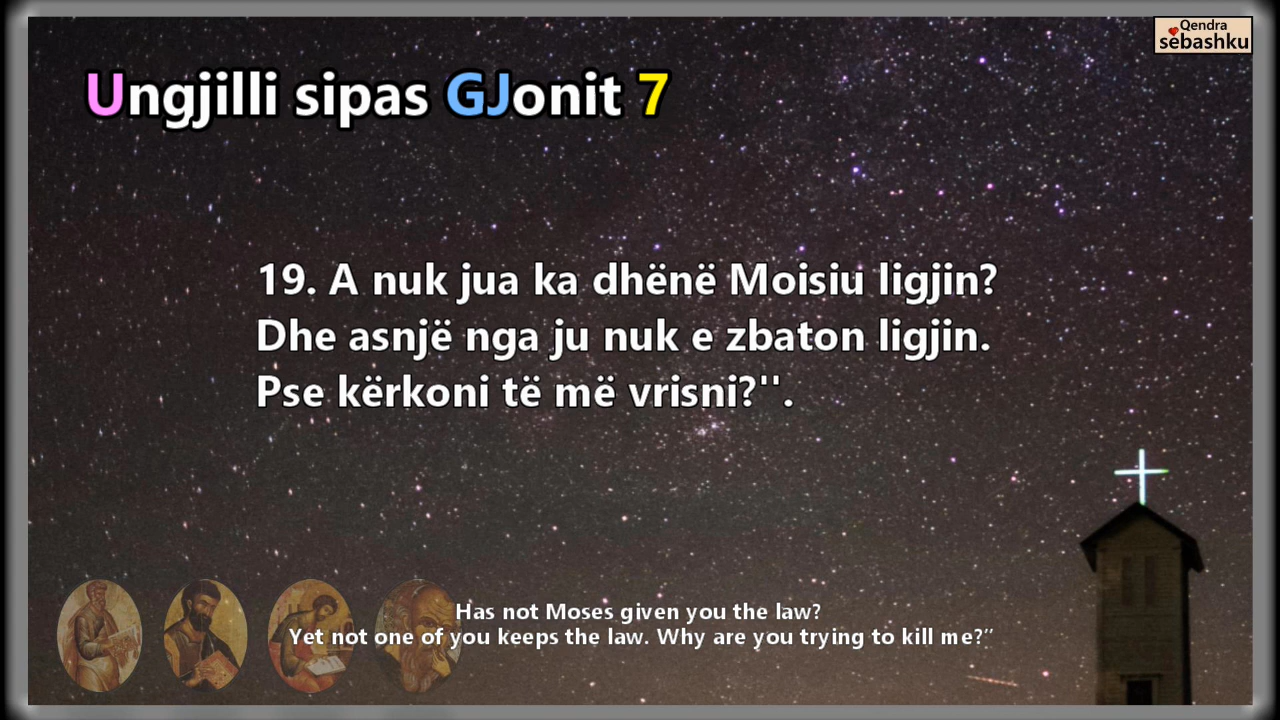 Qendra
sëbashku
Ungjilli sipas GJonit 7
19. A nuk jua ka dhënë Moisiu ligjin?
Dhe asnjë nga ju nuk e zbaton ligjin.
Pse kërkoni të më vrisni?''.
Has not Moses given you the law?
Yet not one of you keeps the law. Why are you trying to kill me?”